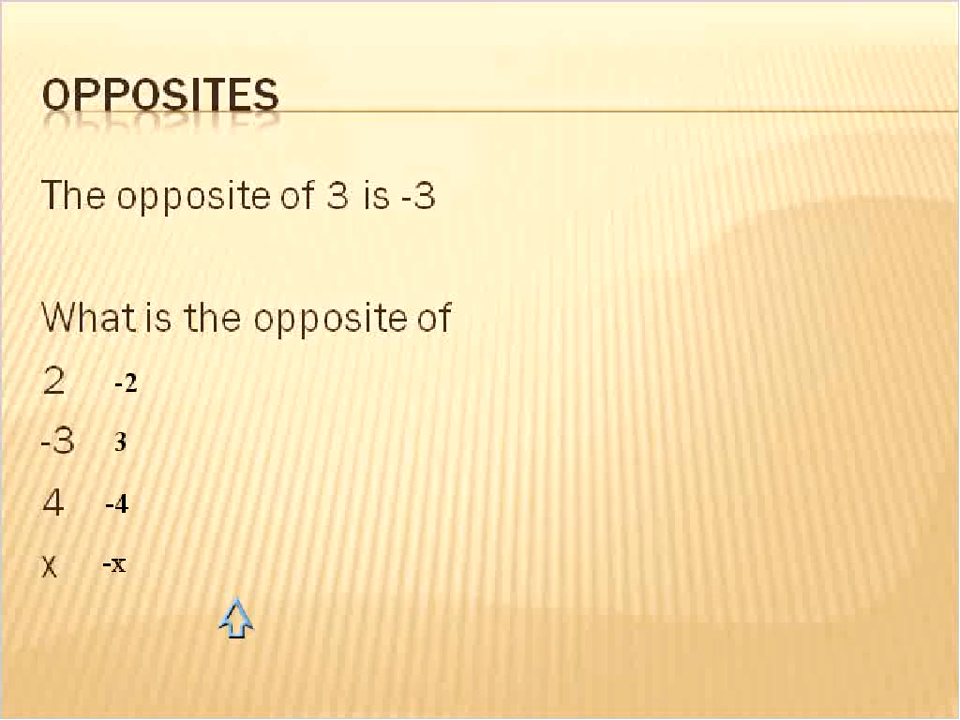 OPPOSITES
The opposite of 3 is -3
What is the opposite of
2 -2
-3 3
4 -4
x -x